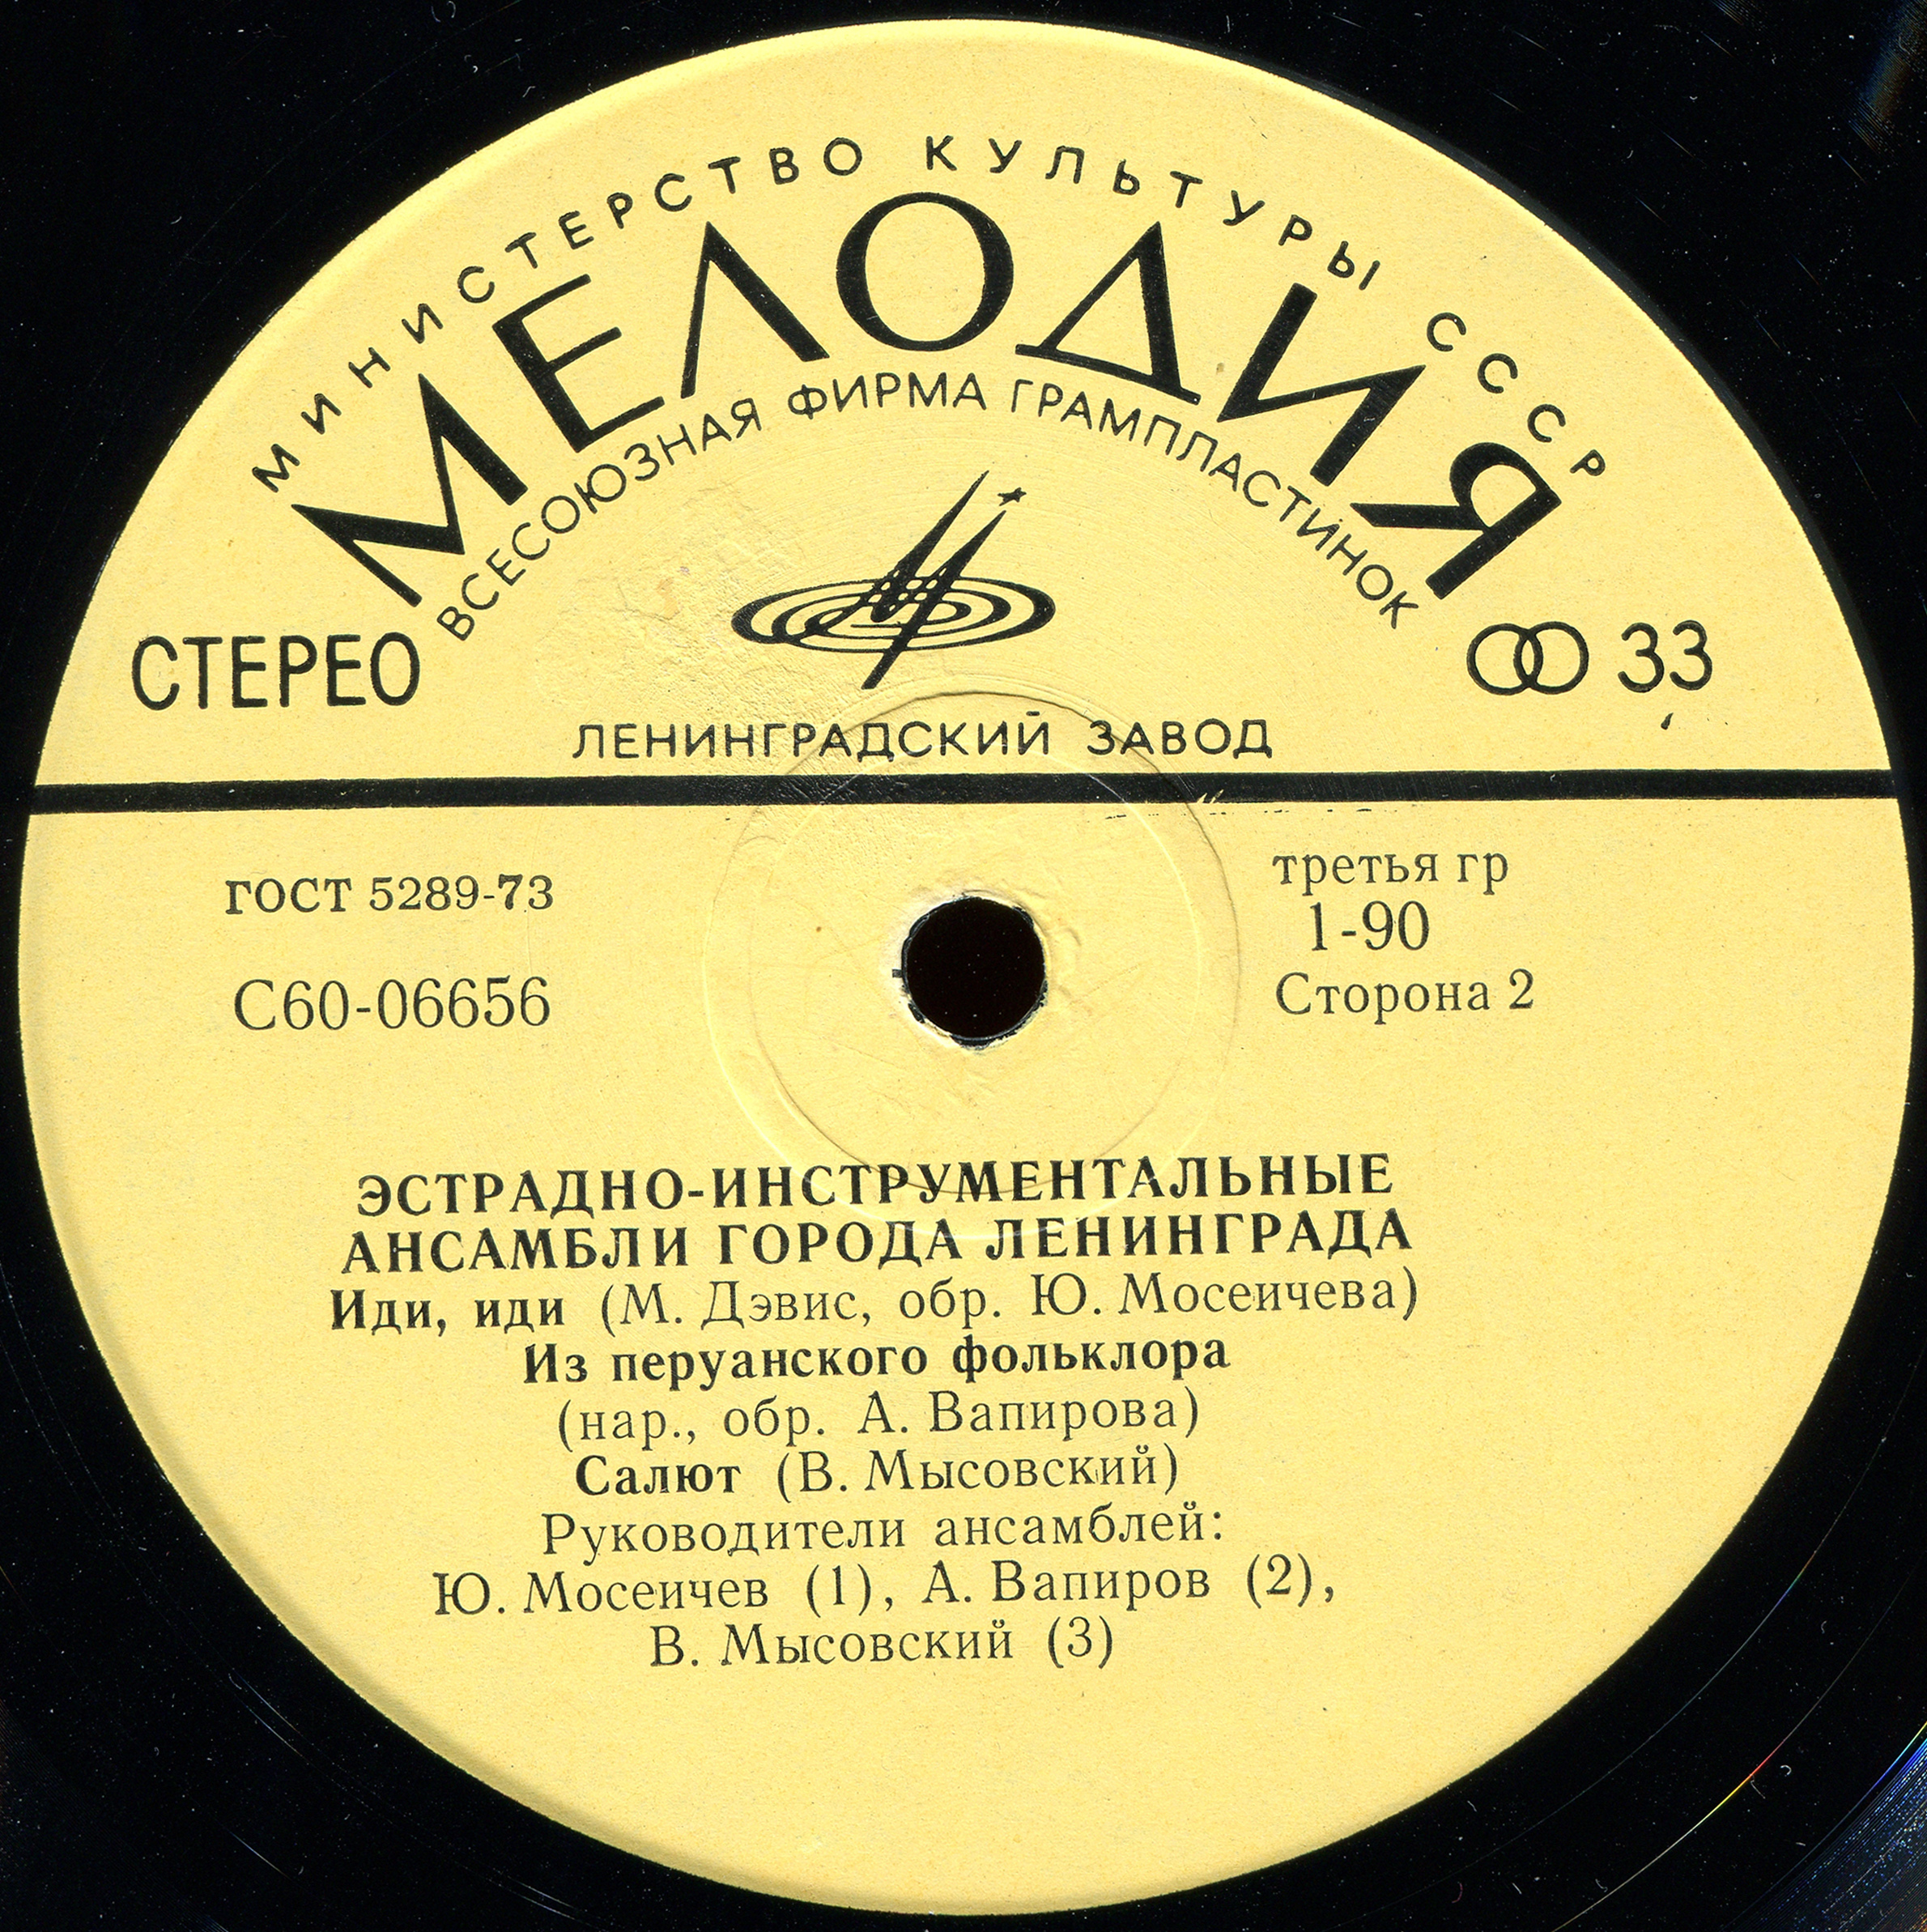 МИНИСТЕРСТВО КУЛЬТУРЫ СССР
МЕЛОДИЯ
ВСЕСОЮЗНАЯ ФИРМА ГРАМПЛАСТИНОК
СТЕРЕО
33
ЛЕНИНГРАДСКИЙ ЗАВОД
ГОСТ 5289-73
третья гр
1-90
С60-06656
Сторона 2
ЭСТРАДНО-ИНСТРУМЕНТАЛЬНЫЕ
АНСАМБЛИ ГОРОДА ЛЕНИНГРАДА
Иди, иди (М. Дэвис, обр. Ю. Мосеичева)
Из перуанского фольклора
(нар., обр. А. Вапирова)
Салют (В. Мысовский)
Руководители ансамблей:
Ю. Мосеичев (1), А. Вапиров (2),
В. Мысовский (3)